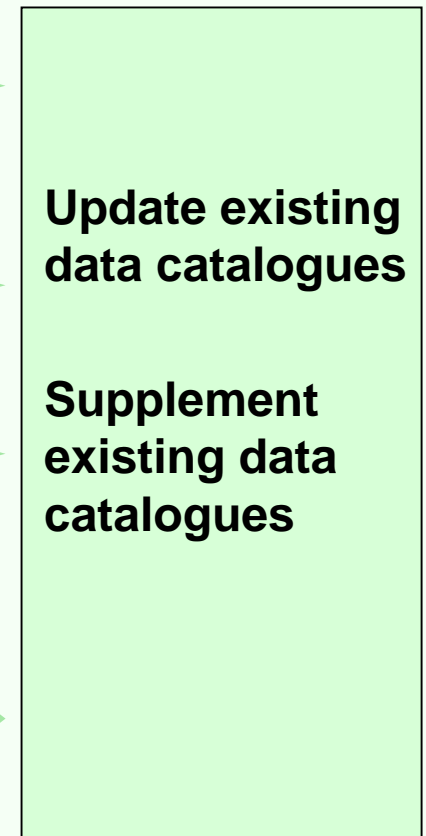 Update existing
data catalogues
Supplement
existing data
catalogues